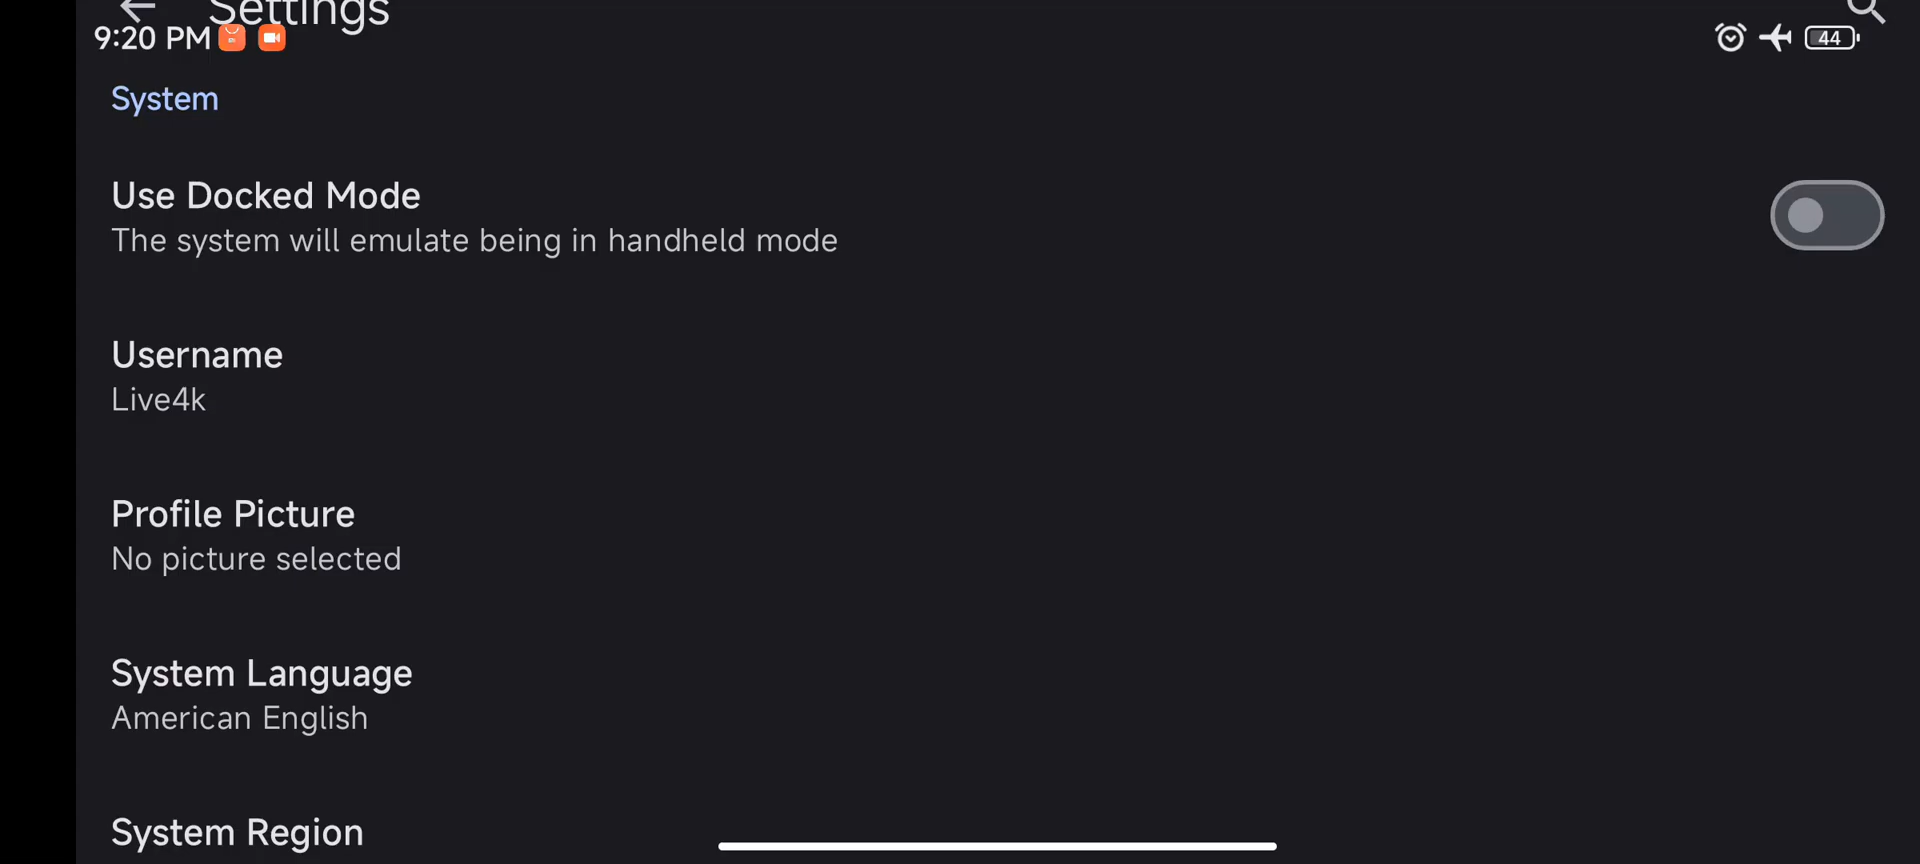 Settings
9:20 PM
44
System
Use Docked Mode
The system will emulate being in handheld mode
Username
Live4k
Profile Picture
No picture selected
System Language
American English
System Region